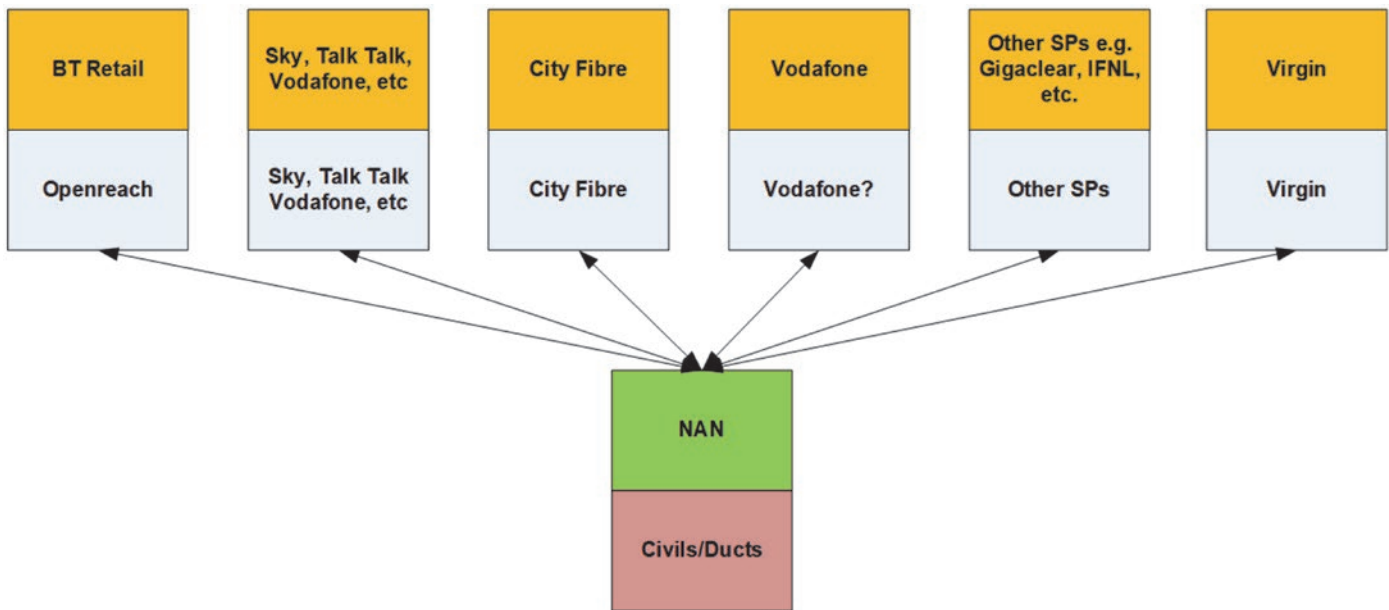 BT Retail
Sky, Talk Talk,
Vodafone, etc
City Fibre
Vodafone
Other SPs e.g.
Gigaclear, IFNL,
etc.
Virgin
Openreach
Sky, Talk Talk
Vodafone, etc
City Fibre
Vodafone?
Other SPs
Virgin
NAN
Civils/Ducts